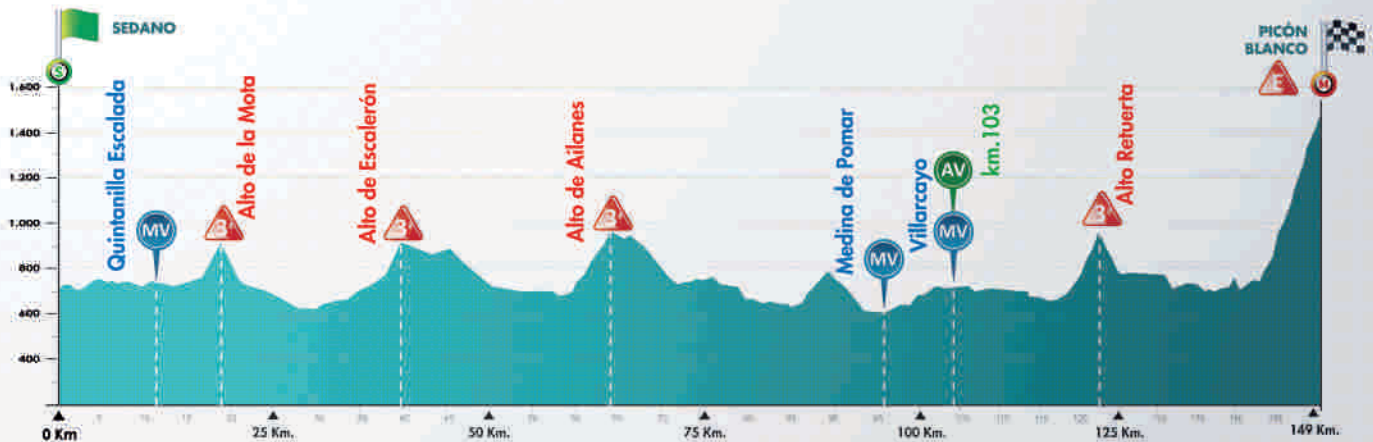 SEDANO
PICÓN
BLANCO
S
E
M
1.600
1.400
1.200
1.000
800
600
400
Quintanilla Escalada
MV
Alto de la Mota
3ª
Alto de Escalerón
3ª
Alto de Ailanes
3ª
Medina de Pomar
MV
Villarcayo
MV
AV
km.103
Alto Retuerta
3ª
0 Km
25 Km.
50 Km.
75 Km.
100 Km.
125 Km.
149 Km.